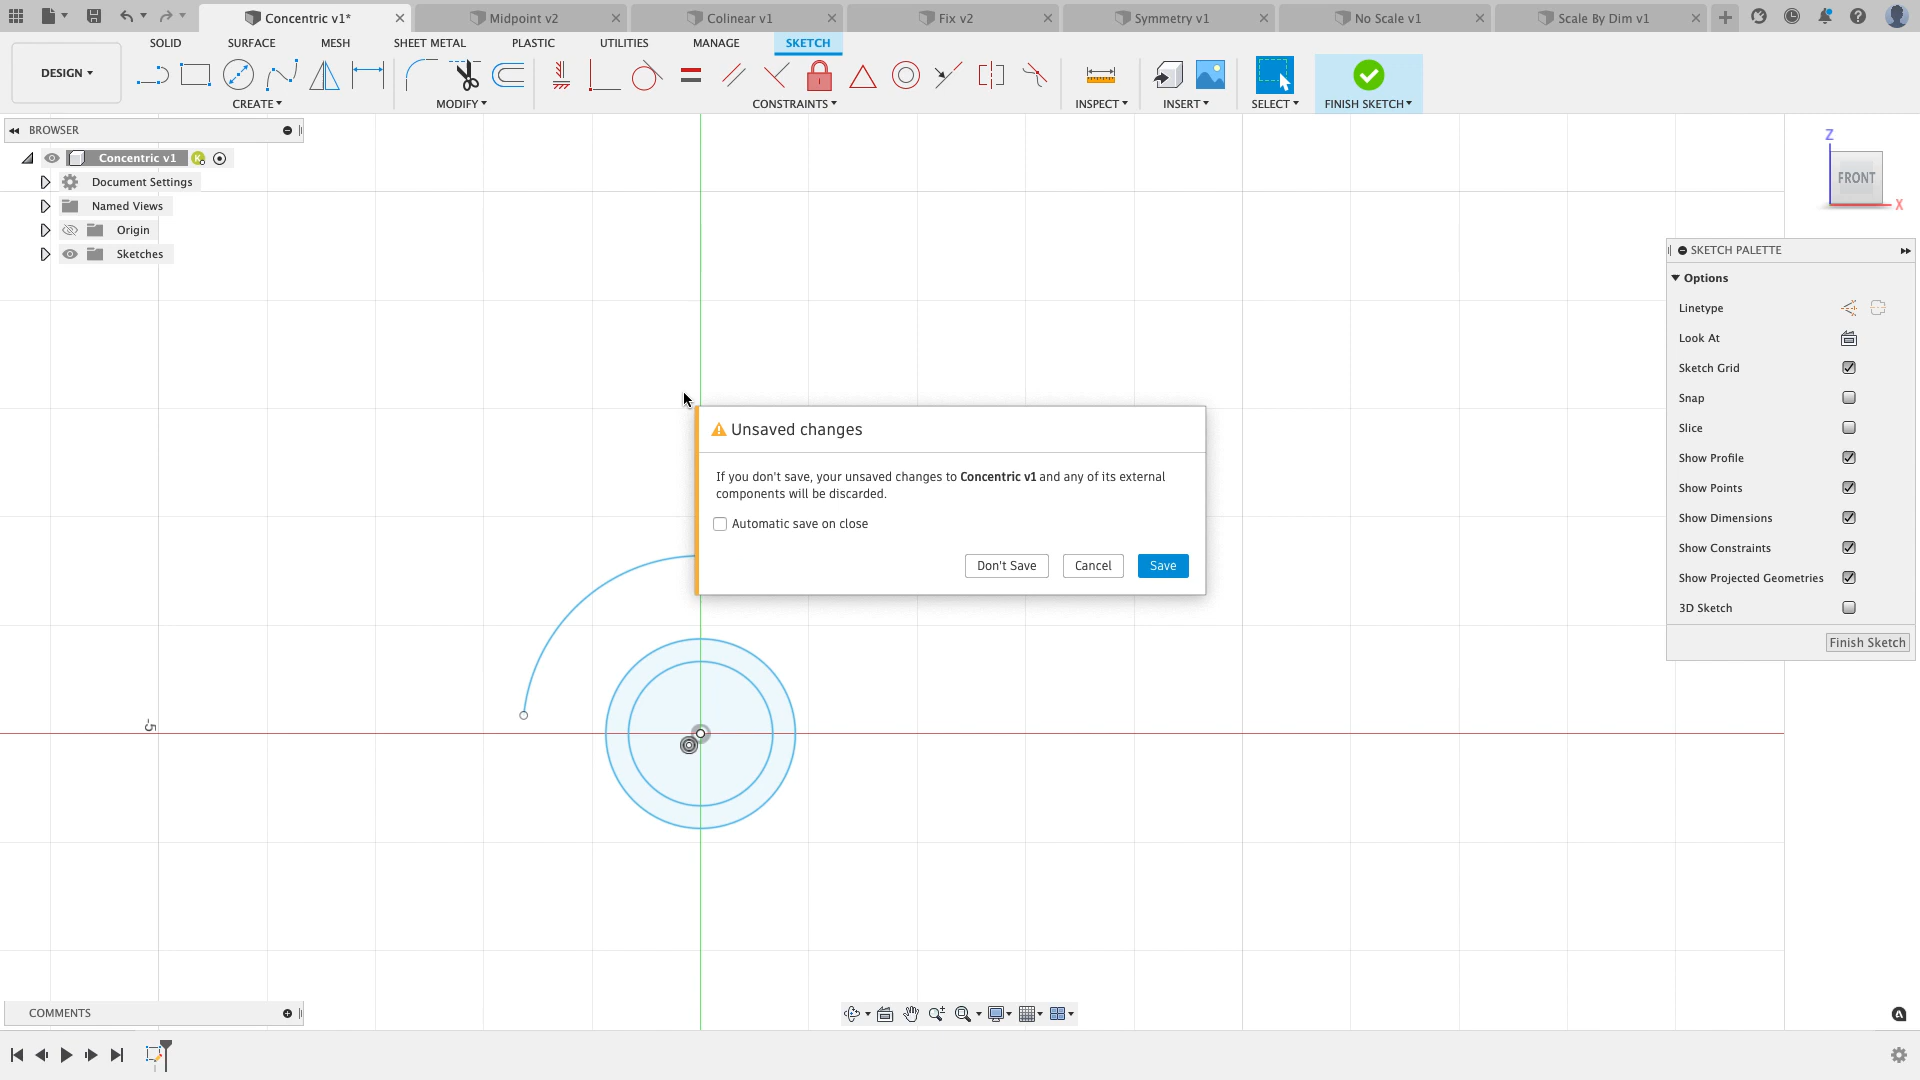 Concentric v1*
Midpoint v2
Colinear v1
Fix v2
Symmetry v1
No Scale v1
Scale By Dim v1
DESIGN
SOLID
SURFACE
MESH
SHEET METAL
PLASTIC
UTILITIES
MANAGE
SKETCH
CREATE
MODIFY
CONSTRAINTS
INSPECT
INSERT
SELECT
FINISH SKETCH
BROWSER
Concentric v1
Document Settings
Named Views
Origin
Sketches
Z
FRONT
X
SKETCH PALETTE
Options
Linetype
Look At
Sketch Grid
Snap
Slice
Show Profile
Show Points
Show Dimensions
Show Constraints
Show Projected Geometries
3D Sketch
Finish Sketch
Unsaved changes
If you don't save, your unsaved changes to Concentric v1 and any of its external
components will be discarded.
Automatic save on close
Don't Save
Cancel
Save
-5
COMMENTS